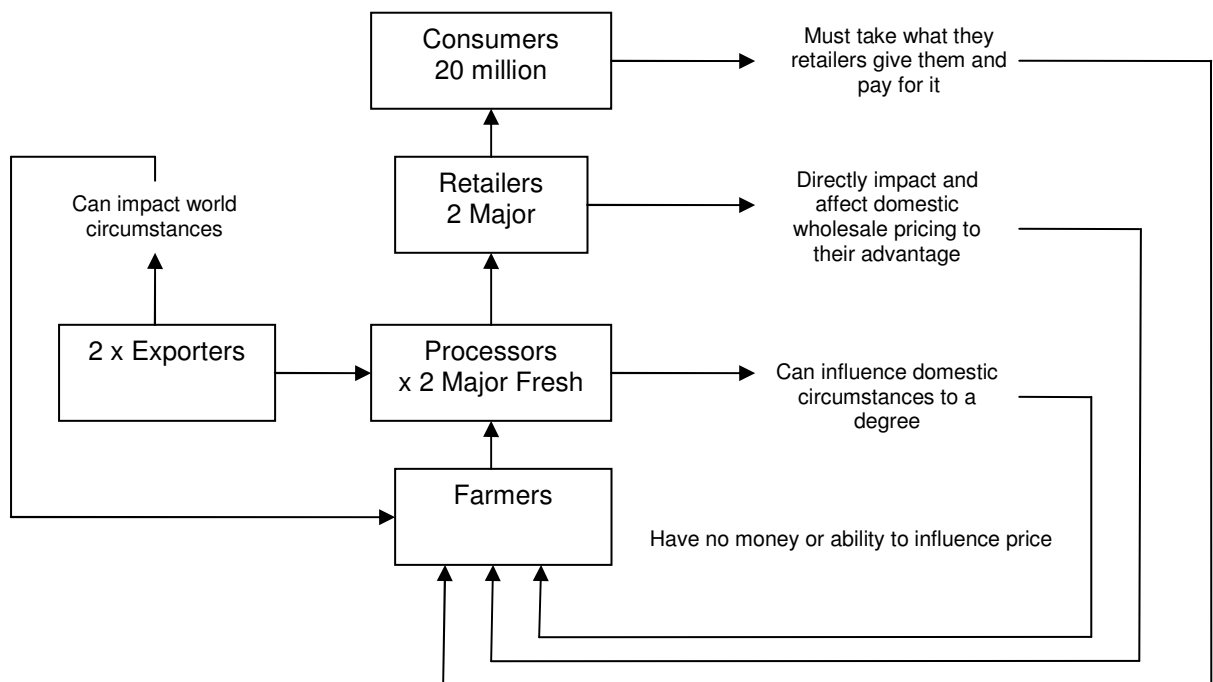 Consumers
20 million
Must take what they
retailers give them and
pay for it
Retailers
2 Major
Directly impact and
affect domestic
wholesale pricing to
their advantage
Can impact world
circumstances
2 x Exporters
Processors
x 2 Major Fresh
Can influence domestic
circumstances to a
degree
Farmers
Have no money or ability to influence price